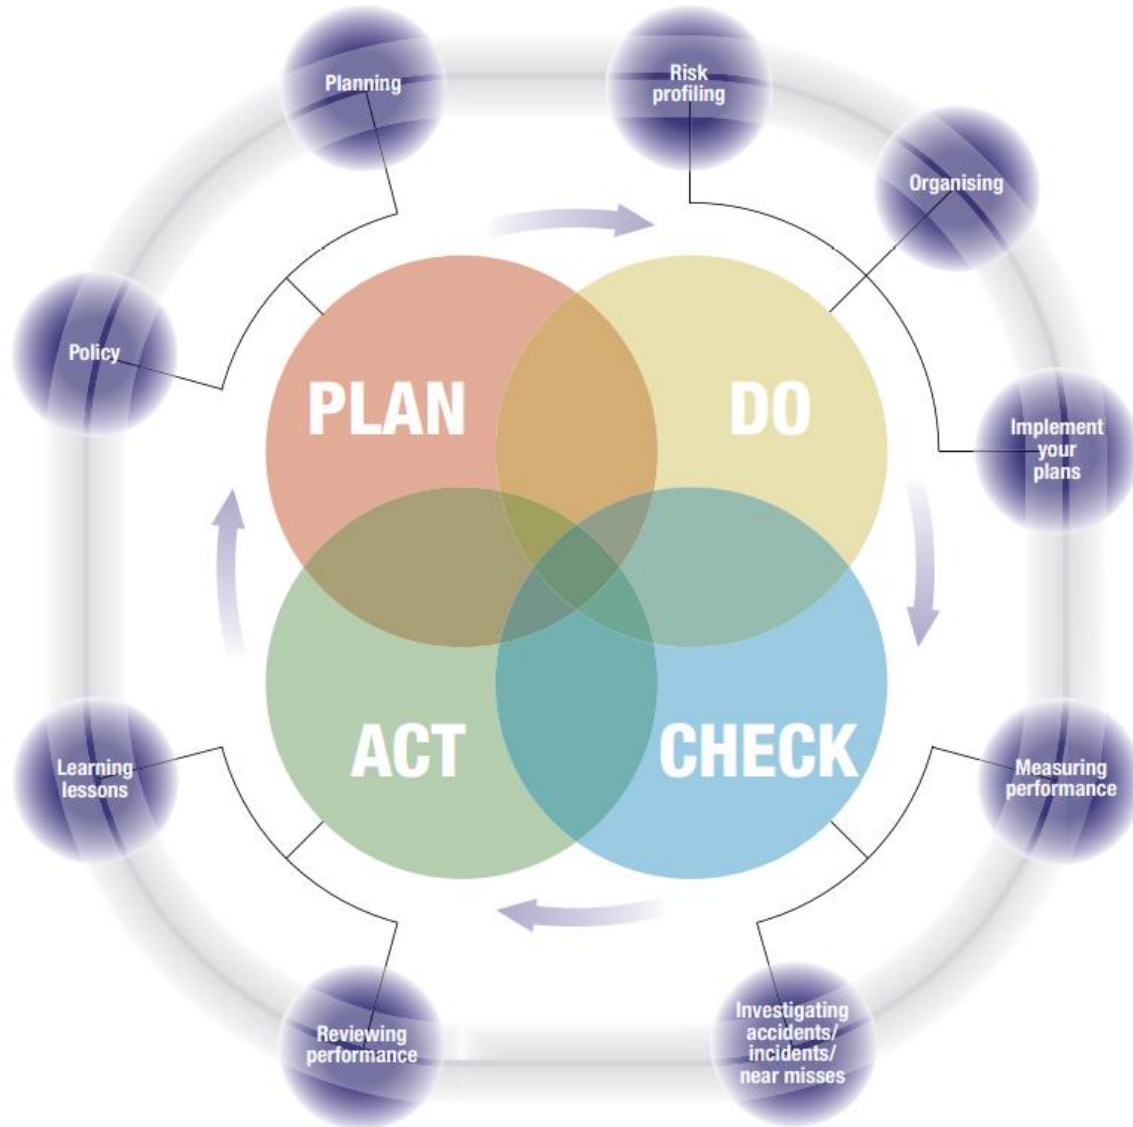 Planning
Risk
profiling
Organising
Policy
PLAN
DO
Implement
your
plans
Learning
lessons
ACT
CHECK
Measuring
performance
Reviewing
performance
Investigating
accidents/
incidents/
near misses